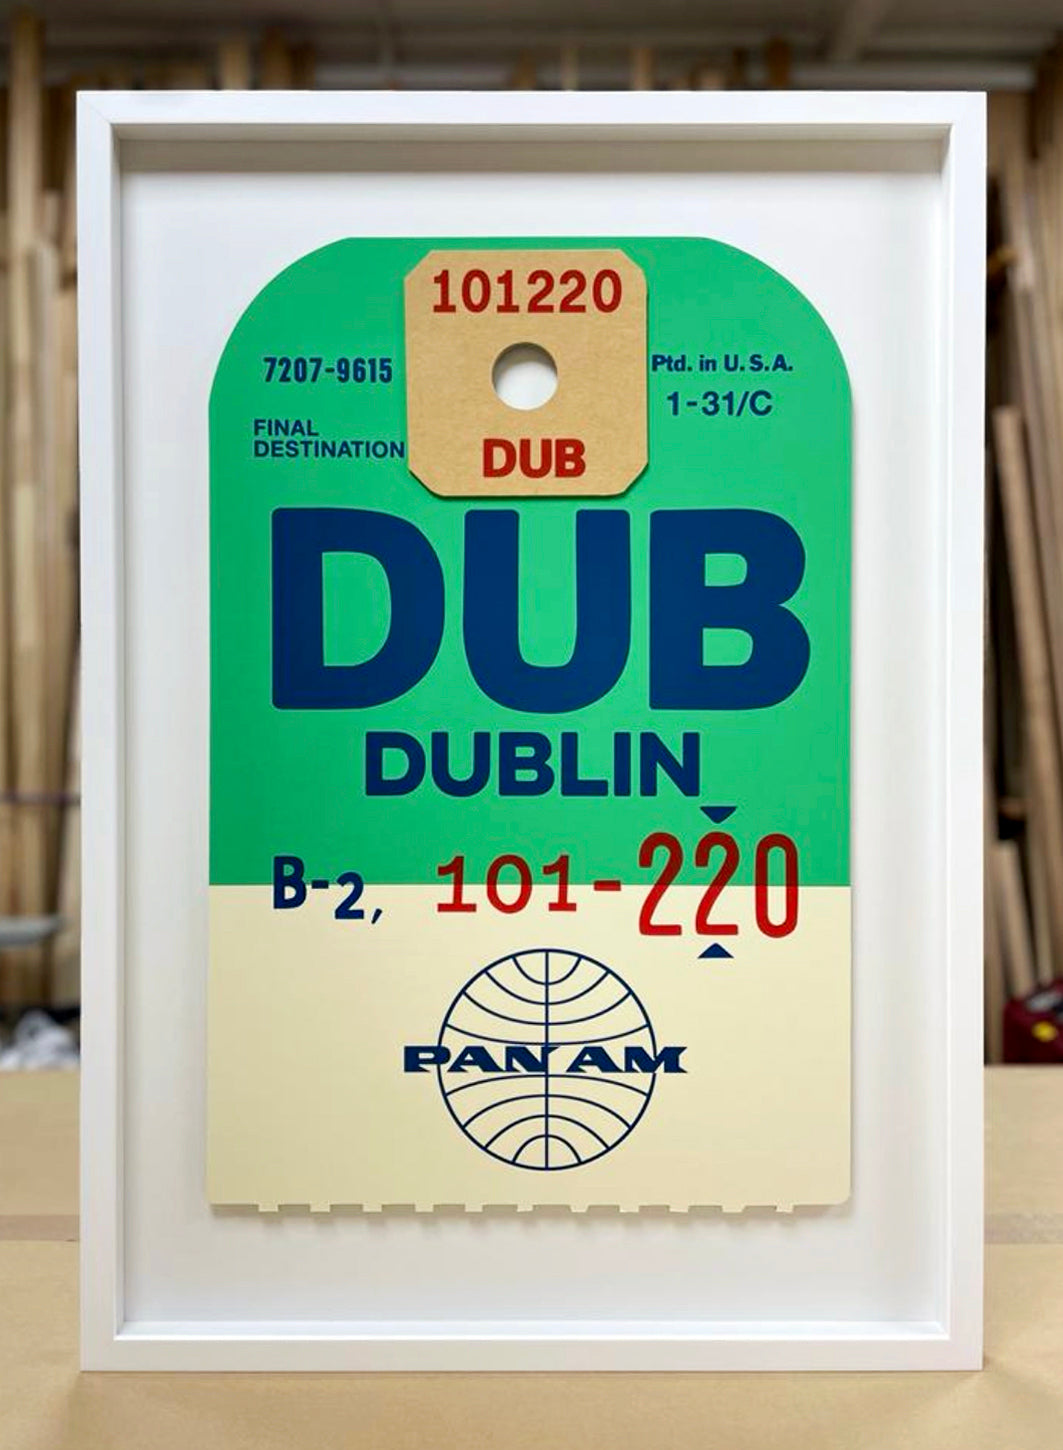 101220
7207-9615
Ptd. in U.S.A.
1-31/C
FINAL
DESTINATION
DUB
DUB
DUBLIN
B-2, 101-220
PAN AM